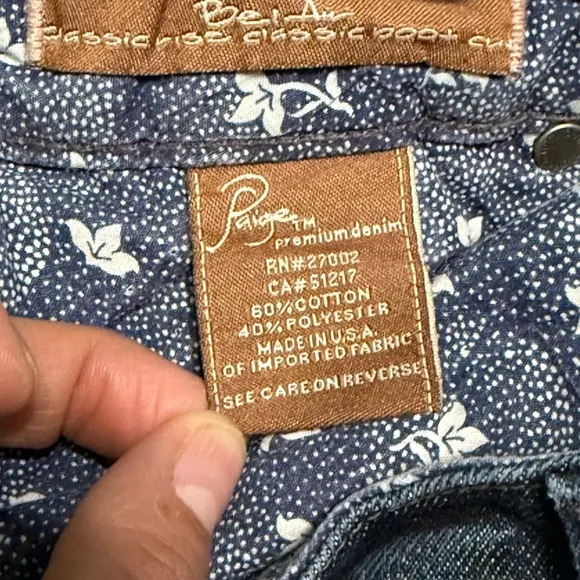 Bel Air
classic rise classic boot cu
Paige™
premium denim
RN#27002
CA#51217
60% COTTON
40% POLYESTER
MADE IN U.S.A.
OF IMPORTED FABRIC
SEE CARE ON REVERSE